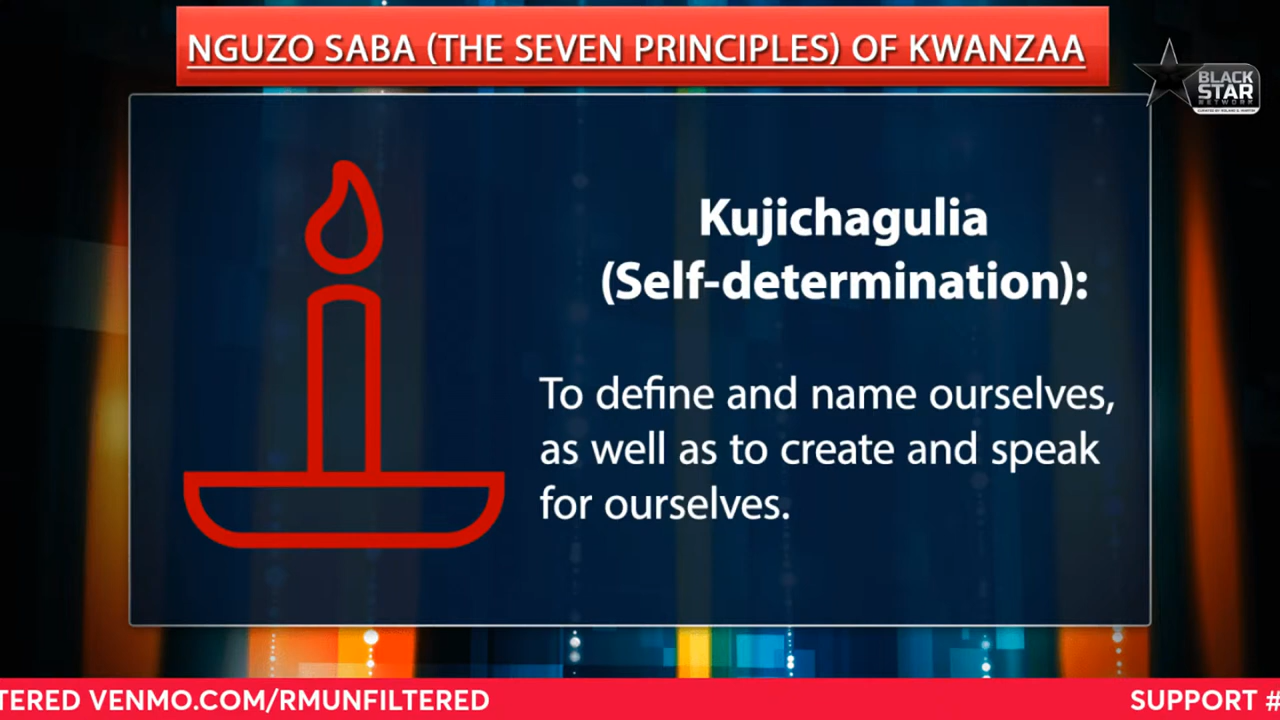 NGUZO SABA (THE SEVEN PRINCIPLES) OF KWANZAA
BLACK
STAR
NETWORK
Kujichagulia
(Self-determination):
To define and name ourselves,
as well as to create and speak
for ourselves.
TERED VENMO.COM/RMUNFILTERED
SUPPORT #